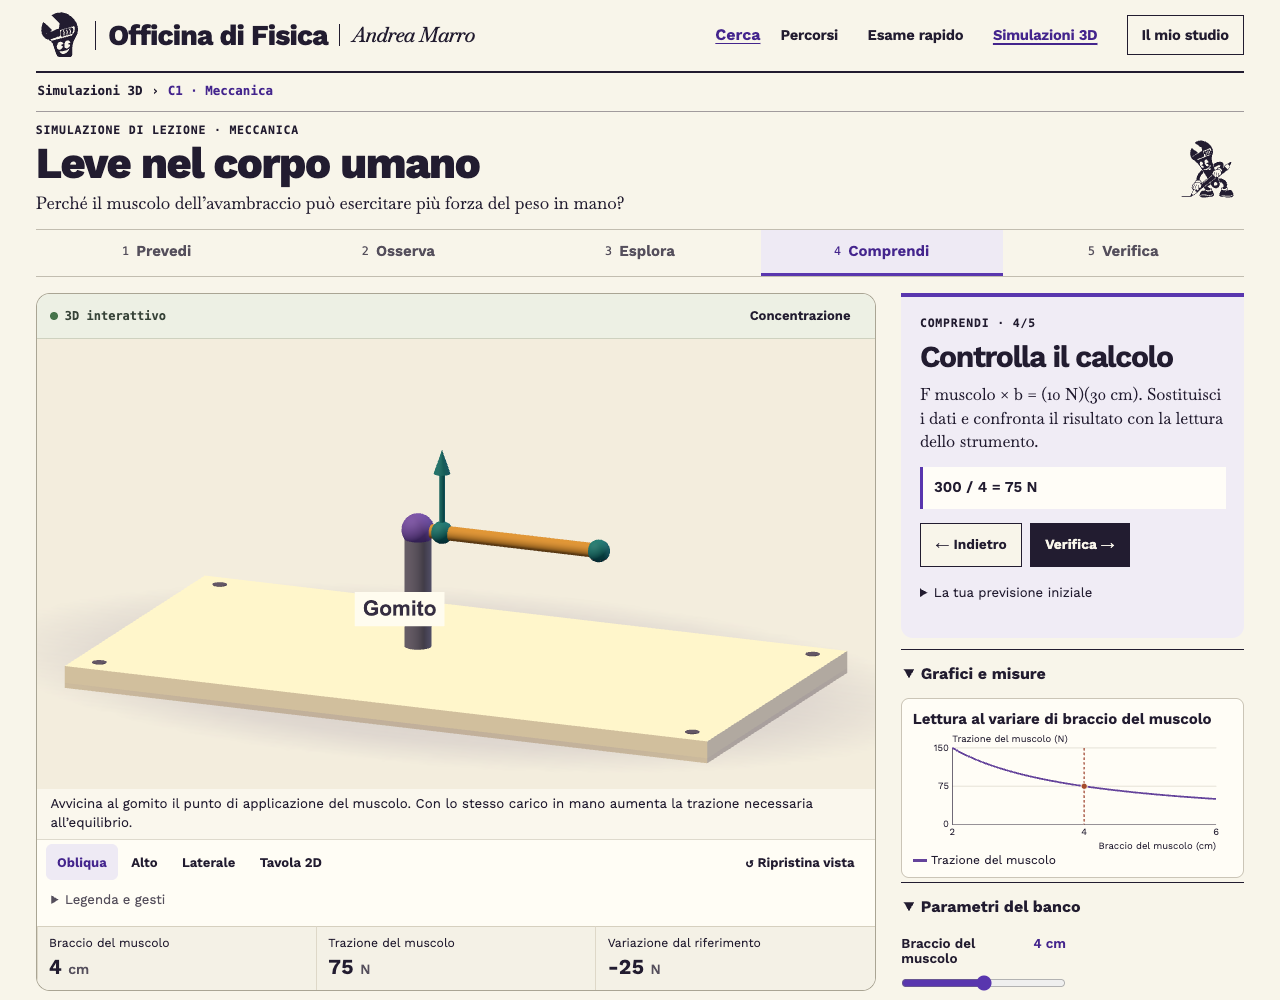 Officina di Fisica
Andrea Marro
Cerca
Percorsi
Esame rapido
Simulazioni 3D
Il mio studio
Simulazioni 3D › C1 · Meccanica
SIMULAZIONE DI LEZIONE · MECCANICA
Leve nel corpo umano
Perché il muscolo dell’avambraccio può esercitare più forza del peso in mano?
1 Prevedi
2 Osserva
3 Esplora
4 Comprendi
5 Verifica
3D interattivo
Concentrazione
Gomito
Avvicina al gomito il punto di applicazione del muscolo. Con lo stesso carico in mano aumenta la trazione necessaria
all’equilibrio.
Obliqua
Alto
Laterale
Tavola 2D
↺ Ripristina vista
▶ Legenda e gesti
Braccio del muscolo
4 cm
Trazione del muscolo
75 N
Variazione dal riferimento
-25 N
COMPRENDI · 4/5
Controlla il calcolo
F muscolo × b = (10 N)(30 cm). Sostituisci
i dati e confronta il risultato con la lettura
dello strumento.
300 / 4 = 75 N
← Indietro
Verifica →
▶ La tua previsione iniziale
▼ Grafici e misure
Lettura al variare di braccio del muscolo
Trazione del muscolo (N)
150
75
0
2
4
6
Braccio del muscolo (cm)
Trazione del muscolo
▼ Parametri del banco
Braccio del
muscolo
4 cm